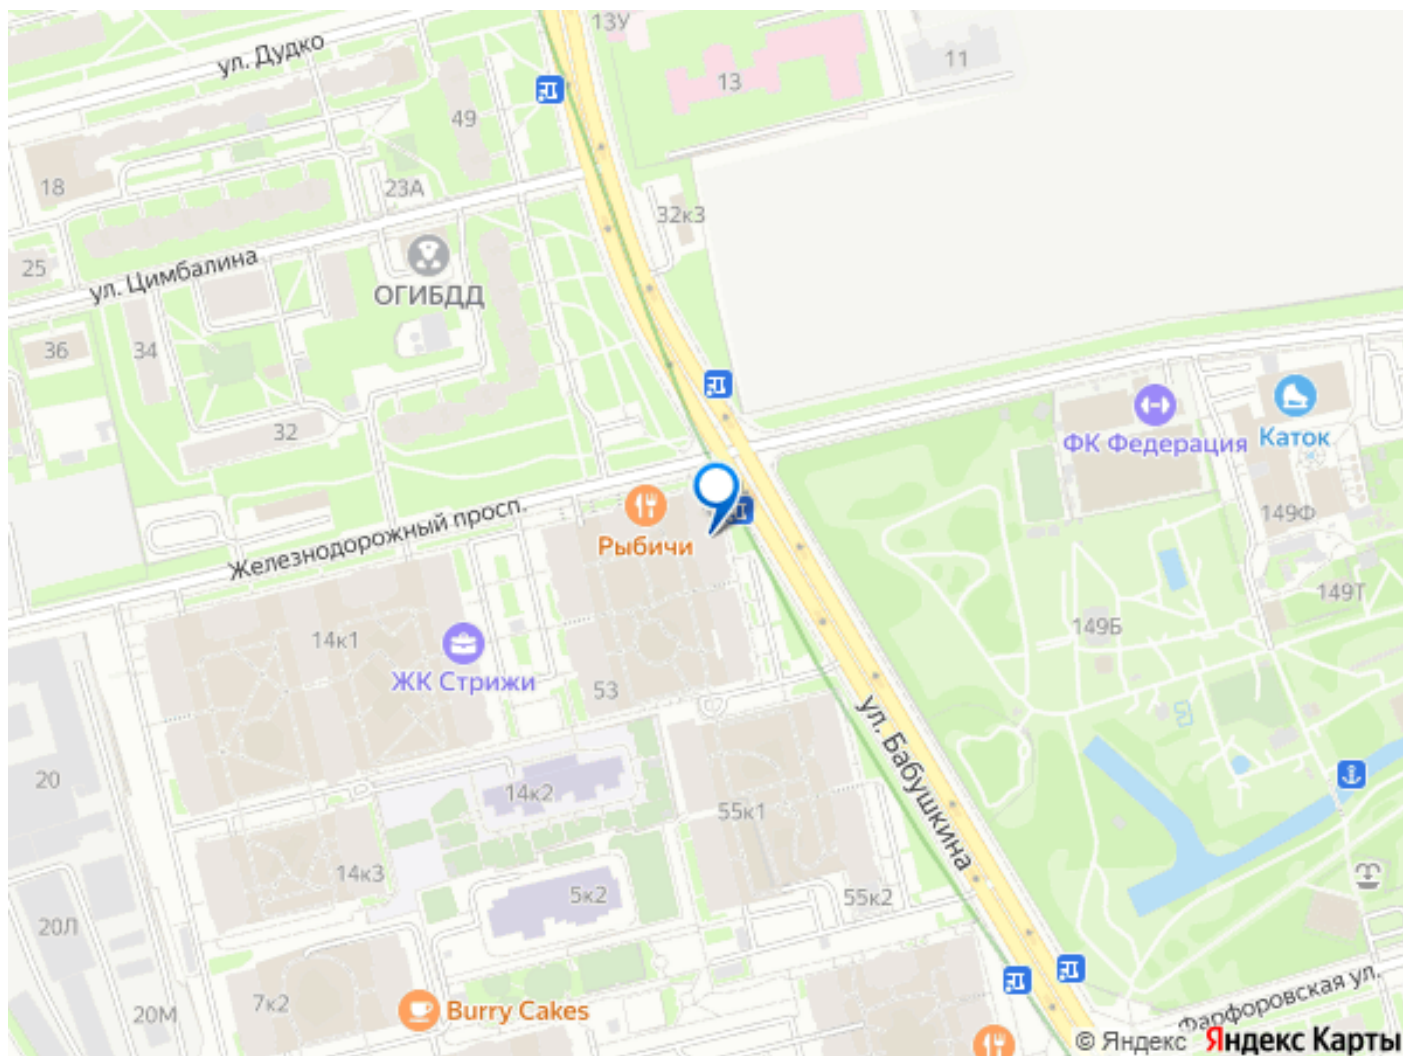 13У
ул. Дудко
13
11
49
18
23А
32к3
25
ул. Цимбалина
ОГИБДД
36
34
32
ФК Федерация
Каток
Железнодорожный просп.
Рыбичи
149Ф
149Т
149Б
14к1
ЖК Стрижи
53
ул. Бабушкина
20
14к2
55к1
14к3
5к2
55к2
20Л
7к2
20М
Burry Cakes
Фарфоровская ул.
© Яндекс Яндекс Карты